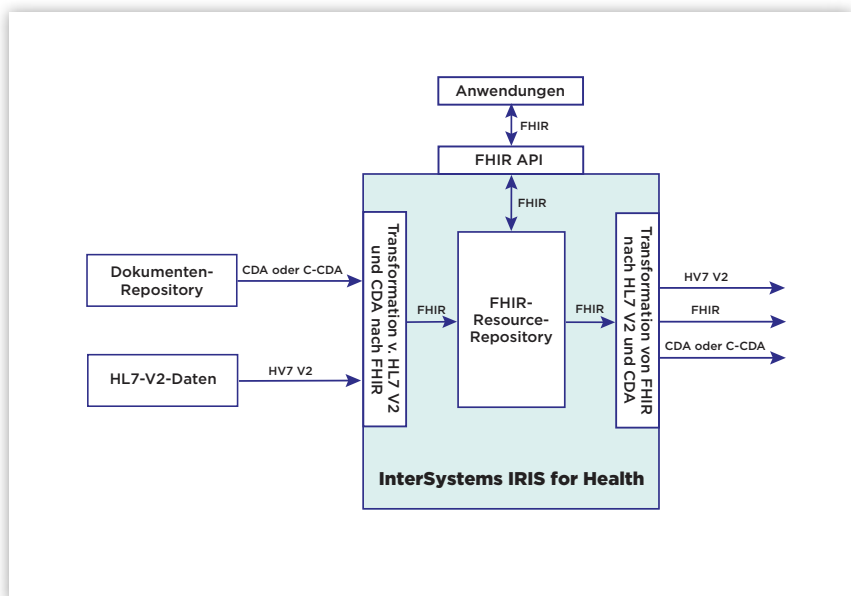 Anwendungen
FHIR
FHIR API
FHIR
Dokumenten-
Repository
CDA oder C-CDA
HL7-V2-Daten
HV7 V2
Transformation v. HL7 V2
und CDA nach FHIR
FHIR
FHIR-
Resource-
Repository
FHIR
Transformation von FHIR
nach HL7 V2 und CDA
HV7 V2
FHIR
CDA oder C-CDA
InterSystems IRIS for Health